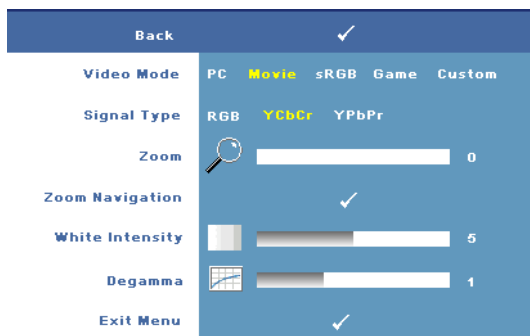 Back
Video Mode PC Movie sRGB Game Custom
Signal Type RGB YCbCr YPbPr
Zoom 0
Zoom Navigation
White Intensity 5
Degamma 1
Exit Menu